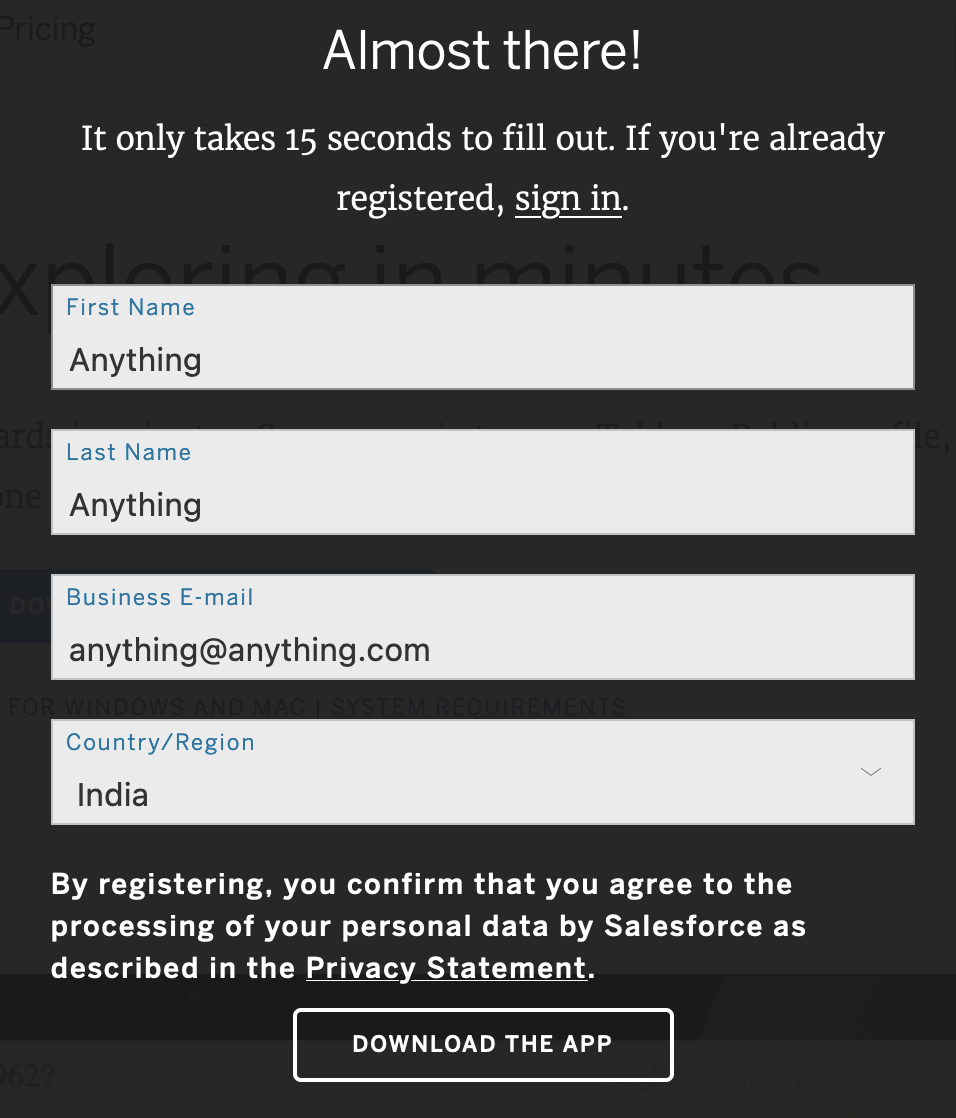 Pricing
Almost there!
It only takes 15 seconds to fill out. If you're already
registered, sign in.
xploring in minutes
First Name
Anything
Last Name
Anything
one
Business E-mail
anything@anything.com
FOR WINDOWS AND MAC | SYSTEM REQUIREMENTS
Country/Region
India
By registering, you confirm that you agree to the
processing of your personal data by Salesforce as
described in the Privacy Statement.
DOWNLOAD THE APP
962?